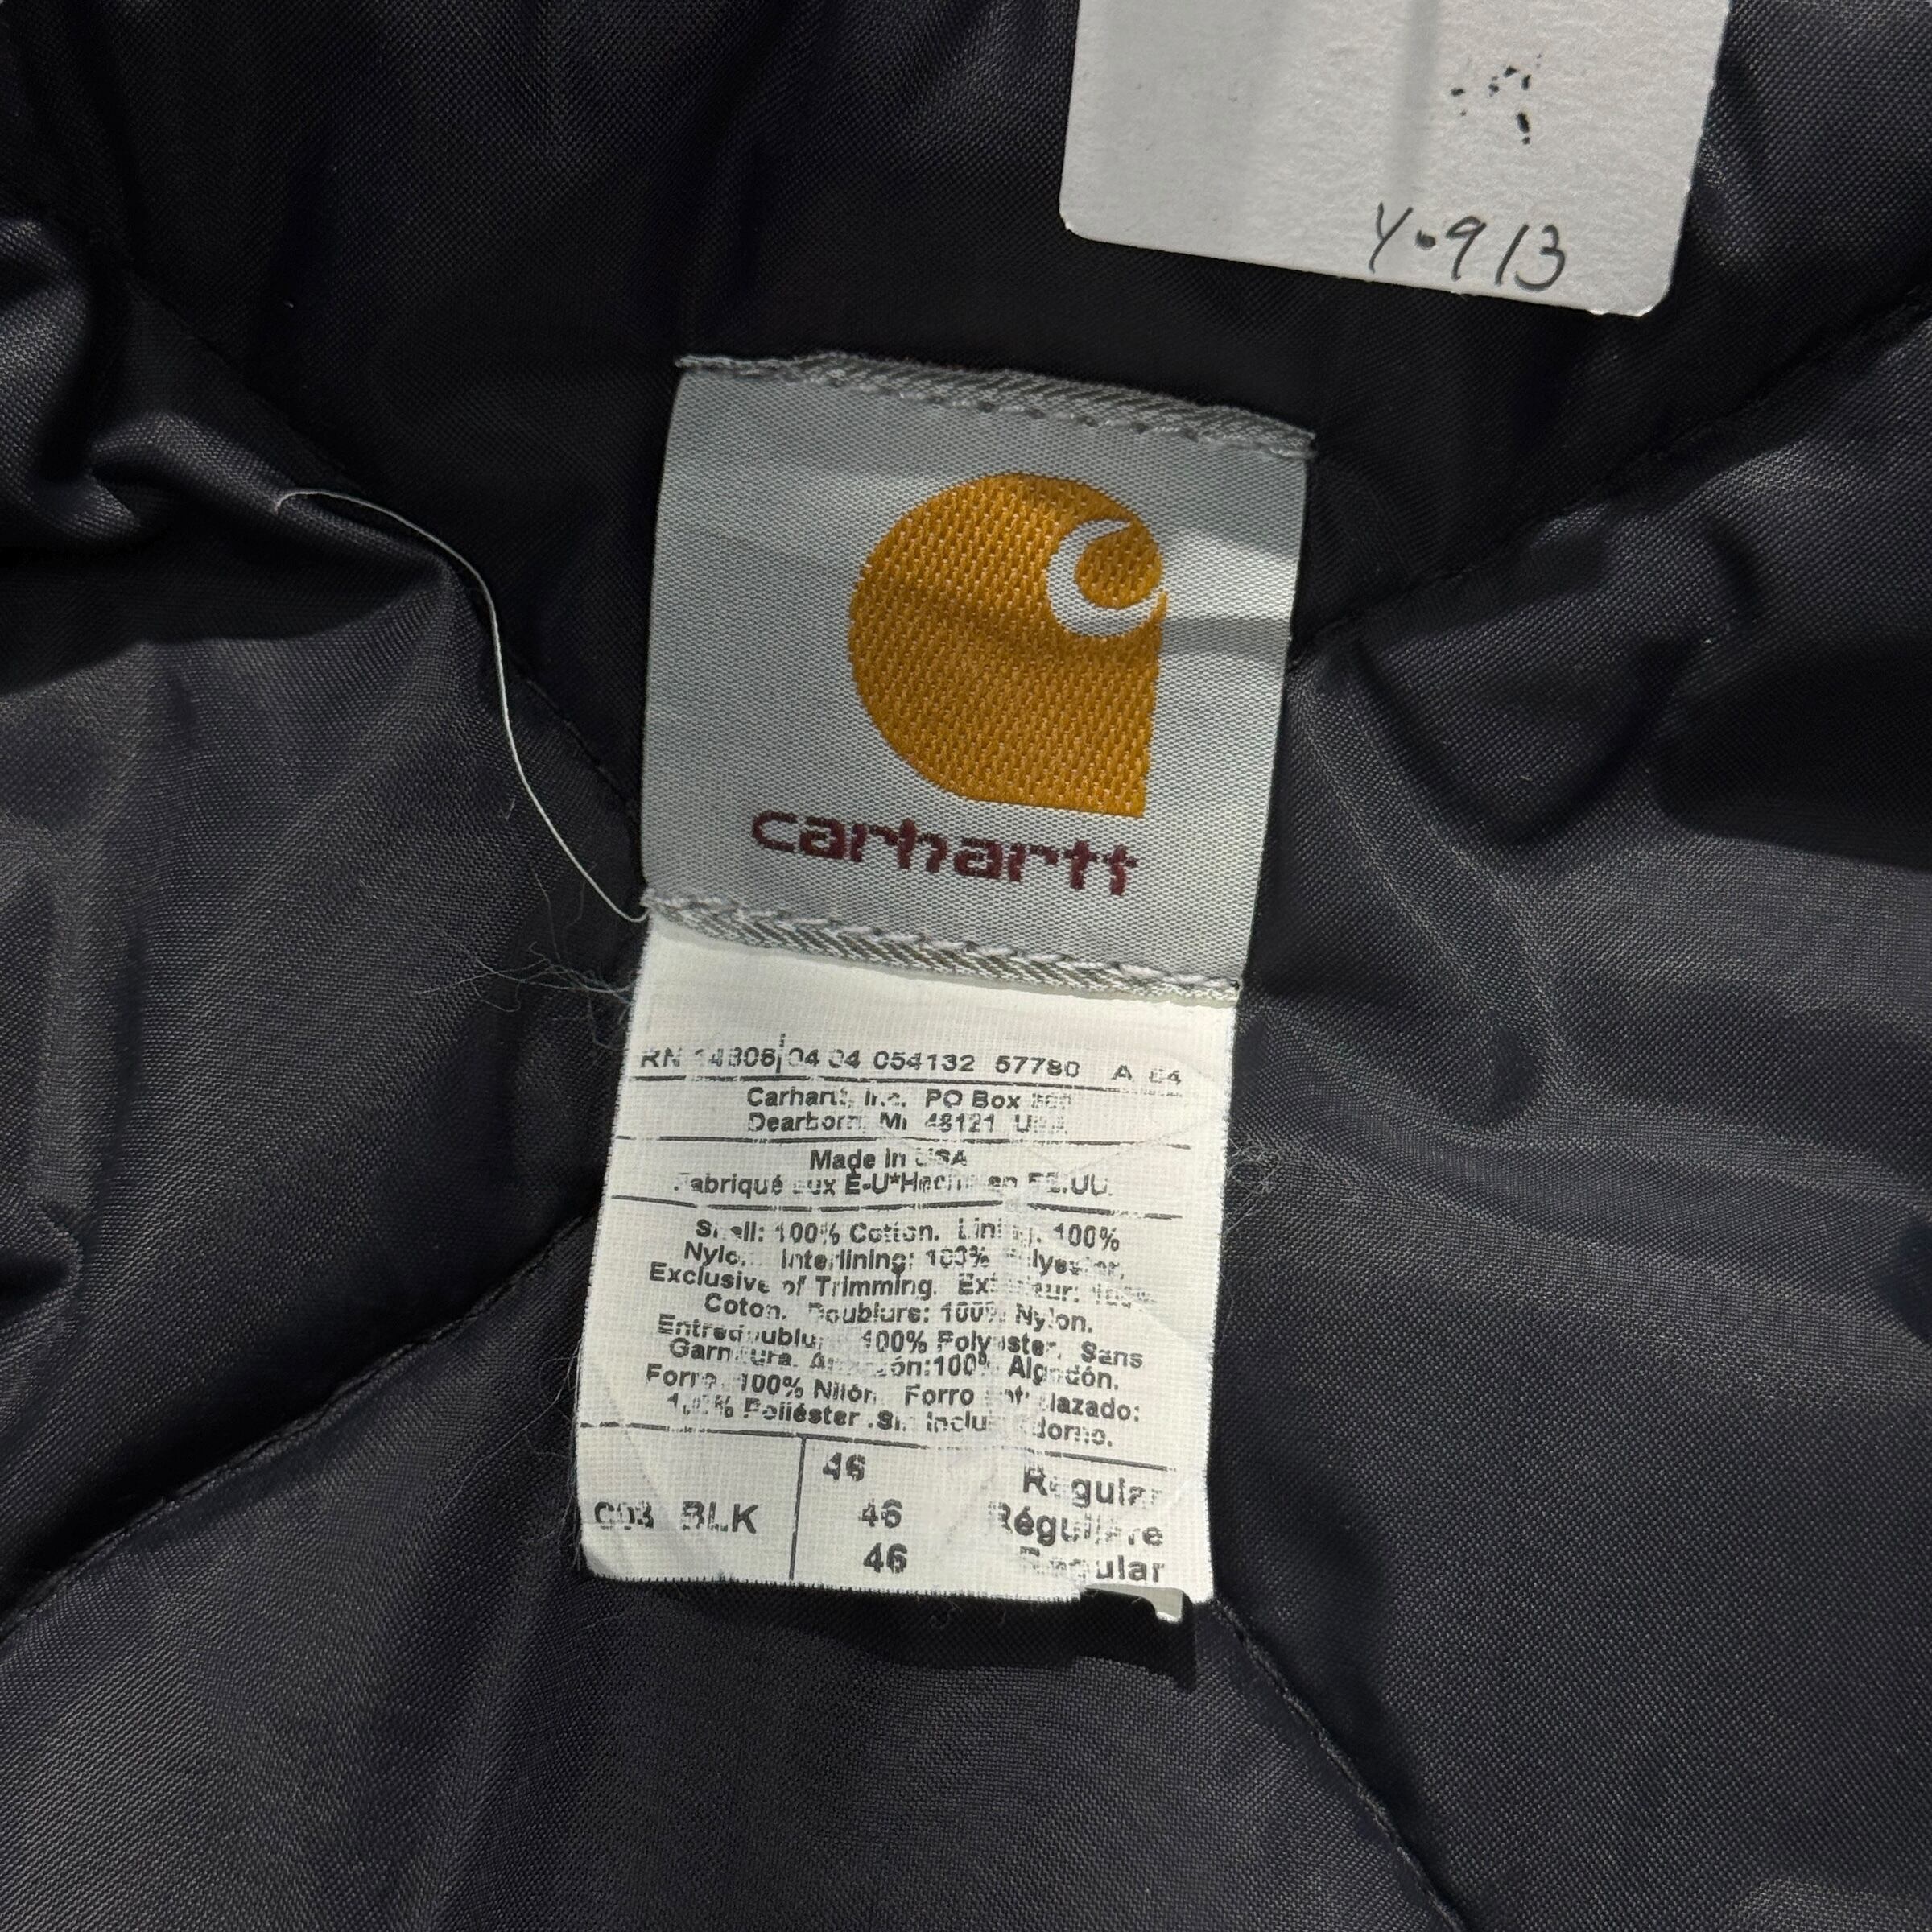 Y-913
carhartt
RN 14806 04 04 054132 57780 A 04
Carhartt, Inc. PO Box
Dearborn, MI 48121 USA
Made in USA
Fabriqué aux É-U*Hecho en EE.UU.
Shell: 100% Cotton. Lining: 100%
Nylon. Interlining: 100% Polyester,
Exclusive of Trimming. Extérieur: 100%
Coton. Doublure: 100% Nylon.
Entredoublure 100% Polyester. Sans
Garniture. Armazón:100% Algodón.
Forro 100% Nilón. Forro Entrelazado:
100% Poliéster .Sin Incluir Adorno.
46 Regular
C03 BLK 46 Régulière
46 Regular